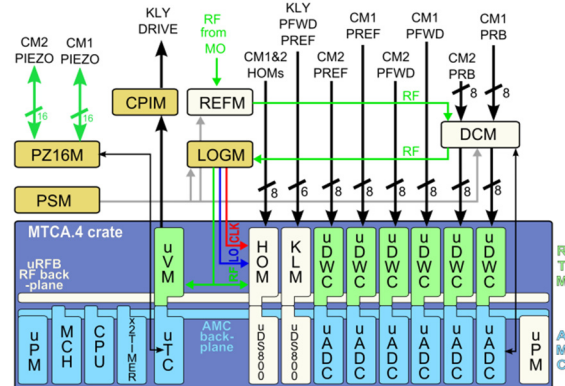 CM2
PIEZO
CM1
PIEZO
KLY
DRIVE
RF
from
MO
CM1&2
HOMs
KLY
PFWD
PREF
CM2
PREF
CM1
PREF
CM2
PFWD
CM1
PFWD
CM2
PRB
CM1
PRB
16
16
8
8
CPIM
REFM
RF
DCM
PZ16M
LOGM
RF
PSM
8
6
8
8
8
8
8
8
MTCA.4 crate
uRFB
RF back
-plane
uVM
LO
CLK
HOM
KLM
uDWC
uDWC
uDWC
uDWC
uDWC
R
T
M
AMC
back-
plane
uPM
MCH
CPU
x2TIMER
uTC
uDS800
uDS800
uADC
uADC
uADC
uADC
uADC
uPM
A
M
C